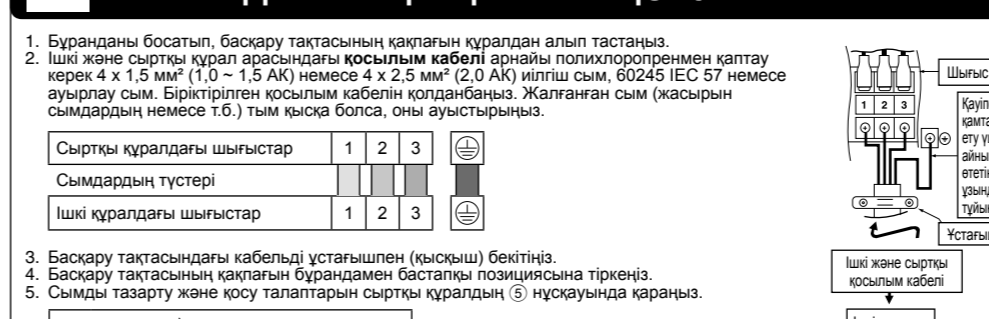 1. Бұранданы босатып, басқару тақтасының қақпағын құралдан алып тастаңыз.
2. Ішкі және сыртқы құрал арасындағы қосылым кабелі арнайы полихлоропренмен қаптау
керек 4 x 1,5 мм² (1,0 ~ 1,5 АК) немесе 4 x 2,5 мм² (2,0 АК) иілгіш сым, 60245 IEC 57 немесе
ауырлау сым. Біріктірілген қосылым кабелін қолданбаңыз. Жалғанған сым (жасырын
сымдардың немесе т.б.) тым қысқа болса, оны ауыстырыңыз.
Сыртқы құралдағы шығыстар 1 2 3
Сымдардың түстері
Ішкі құралдағы шығыстар 1 2 3
3. Басқару тақтасындағы кабельді ұстағышпен (қысқыш) бекітіңіз.
4. Басқару тақтасының қақпағын бұрандамен бастапқы позициясына тіркеңіз.
5. Сымды тазарту және қосу талаптарын сыртқы құралдың ⑤ нұсқауында қараңыз.
1 2 3
Ішкі және сыртқы
қосылым кабелі